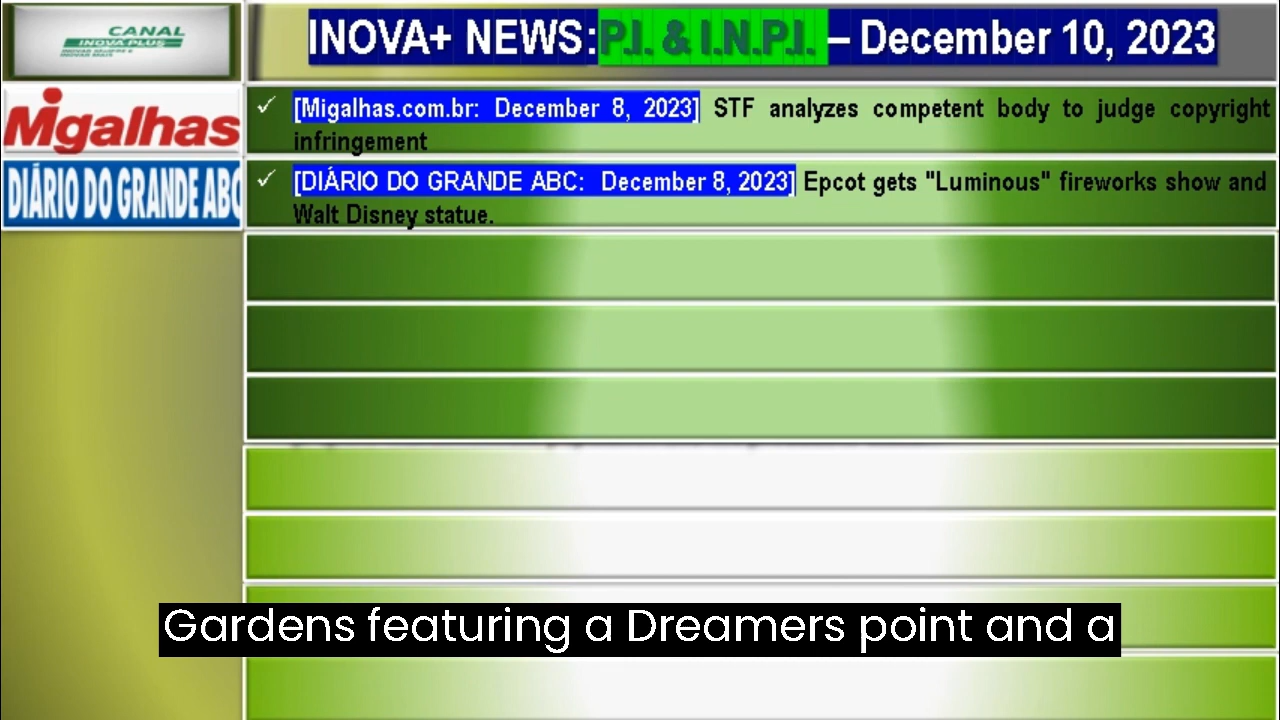 CANAL
INOVA PLUS
INOVA+ NEWS:P.I. & I.N.P.I. – December 10, 2023
Migalhas
✓ [Migalhas.com.br: December 8, 2023] STF analyzes competent body to judge copyright
infringement
DIÁRIO DO GRANDE ABC
✓ [DIÁRIO DO GRANDE ABC: December 8, 2023] Epcot gets "Luminous" fireworks show and
Walt Disney statue.
Gardens featuring a Dreamers point and a